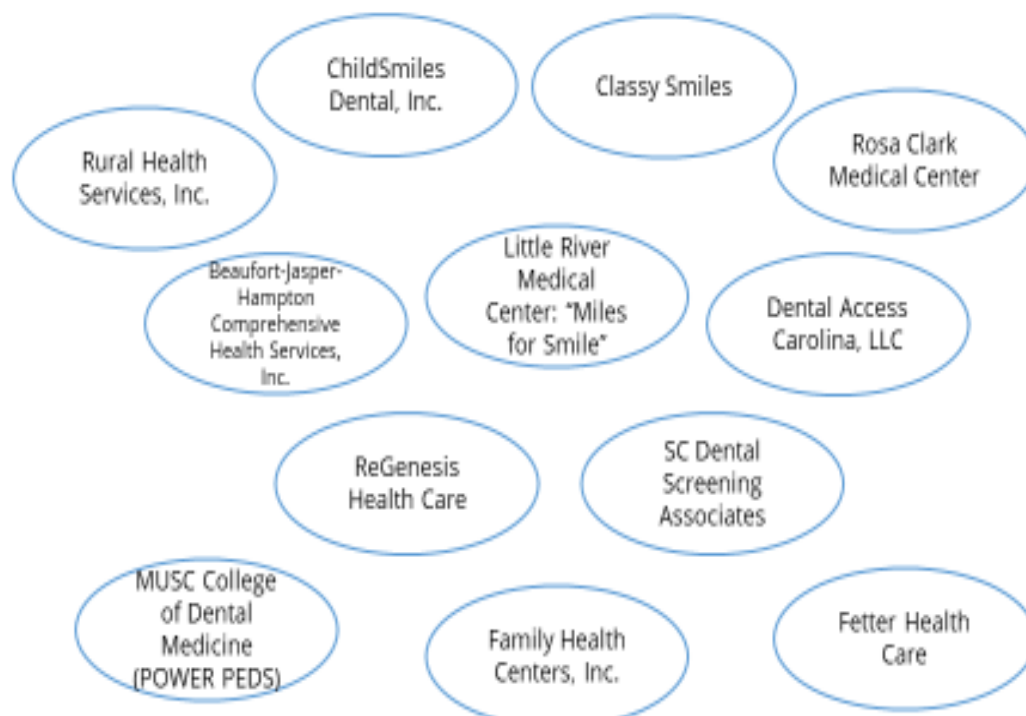 ChildSmiles
Dental, Inc.
Classy Smiles
Rural Health
Services, Inc.
Rosa Clark
Medical Center
Beaufort-Jasper-
Hampton
Comprehensive
Health Services,
Inc.
Little River
Medical
Center: “Miles
for Smile”
Dental Access
Carolina, LLC
ReGenesis
Health Care
SC Dental
Screening
Associates
MUSC College
of Dental
Medicine
(POWER PEDS)
Family Health
Centers, Inc.
Fetter Health
Care